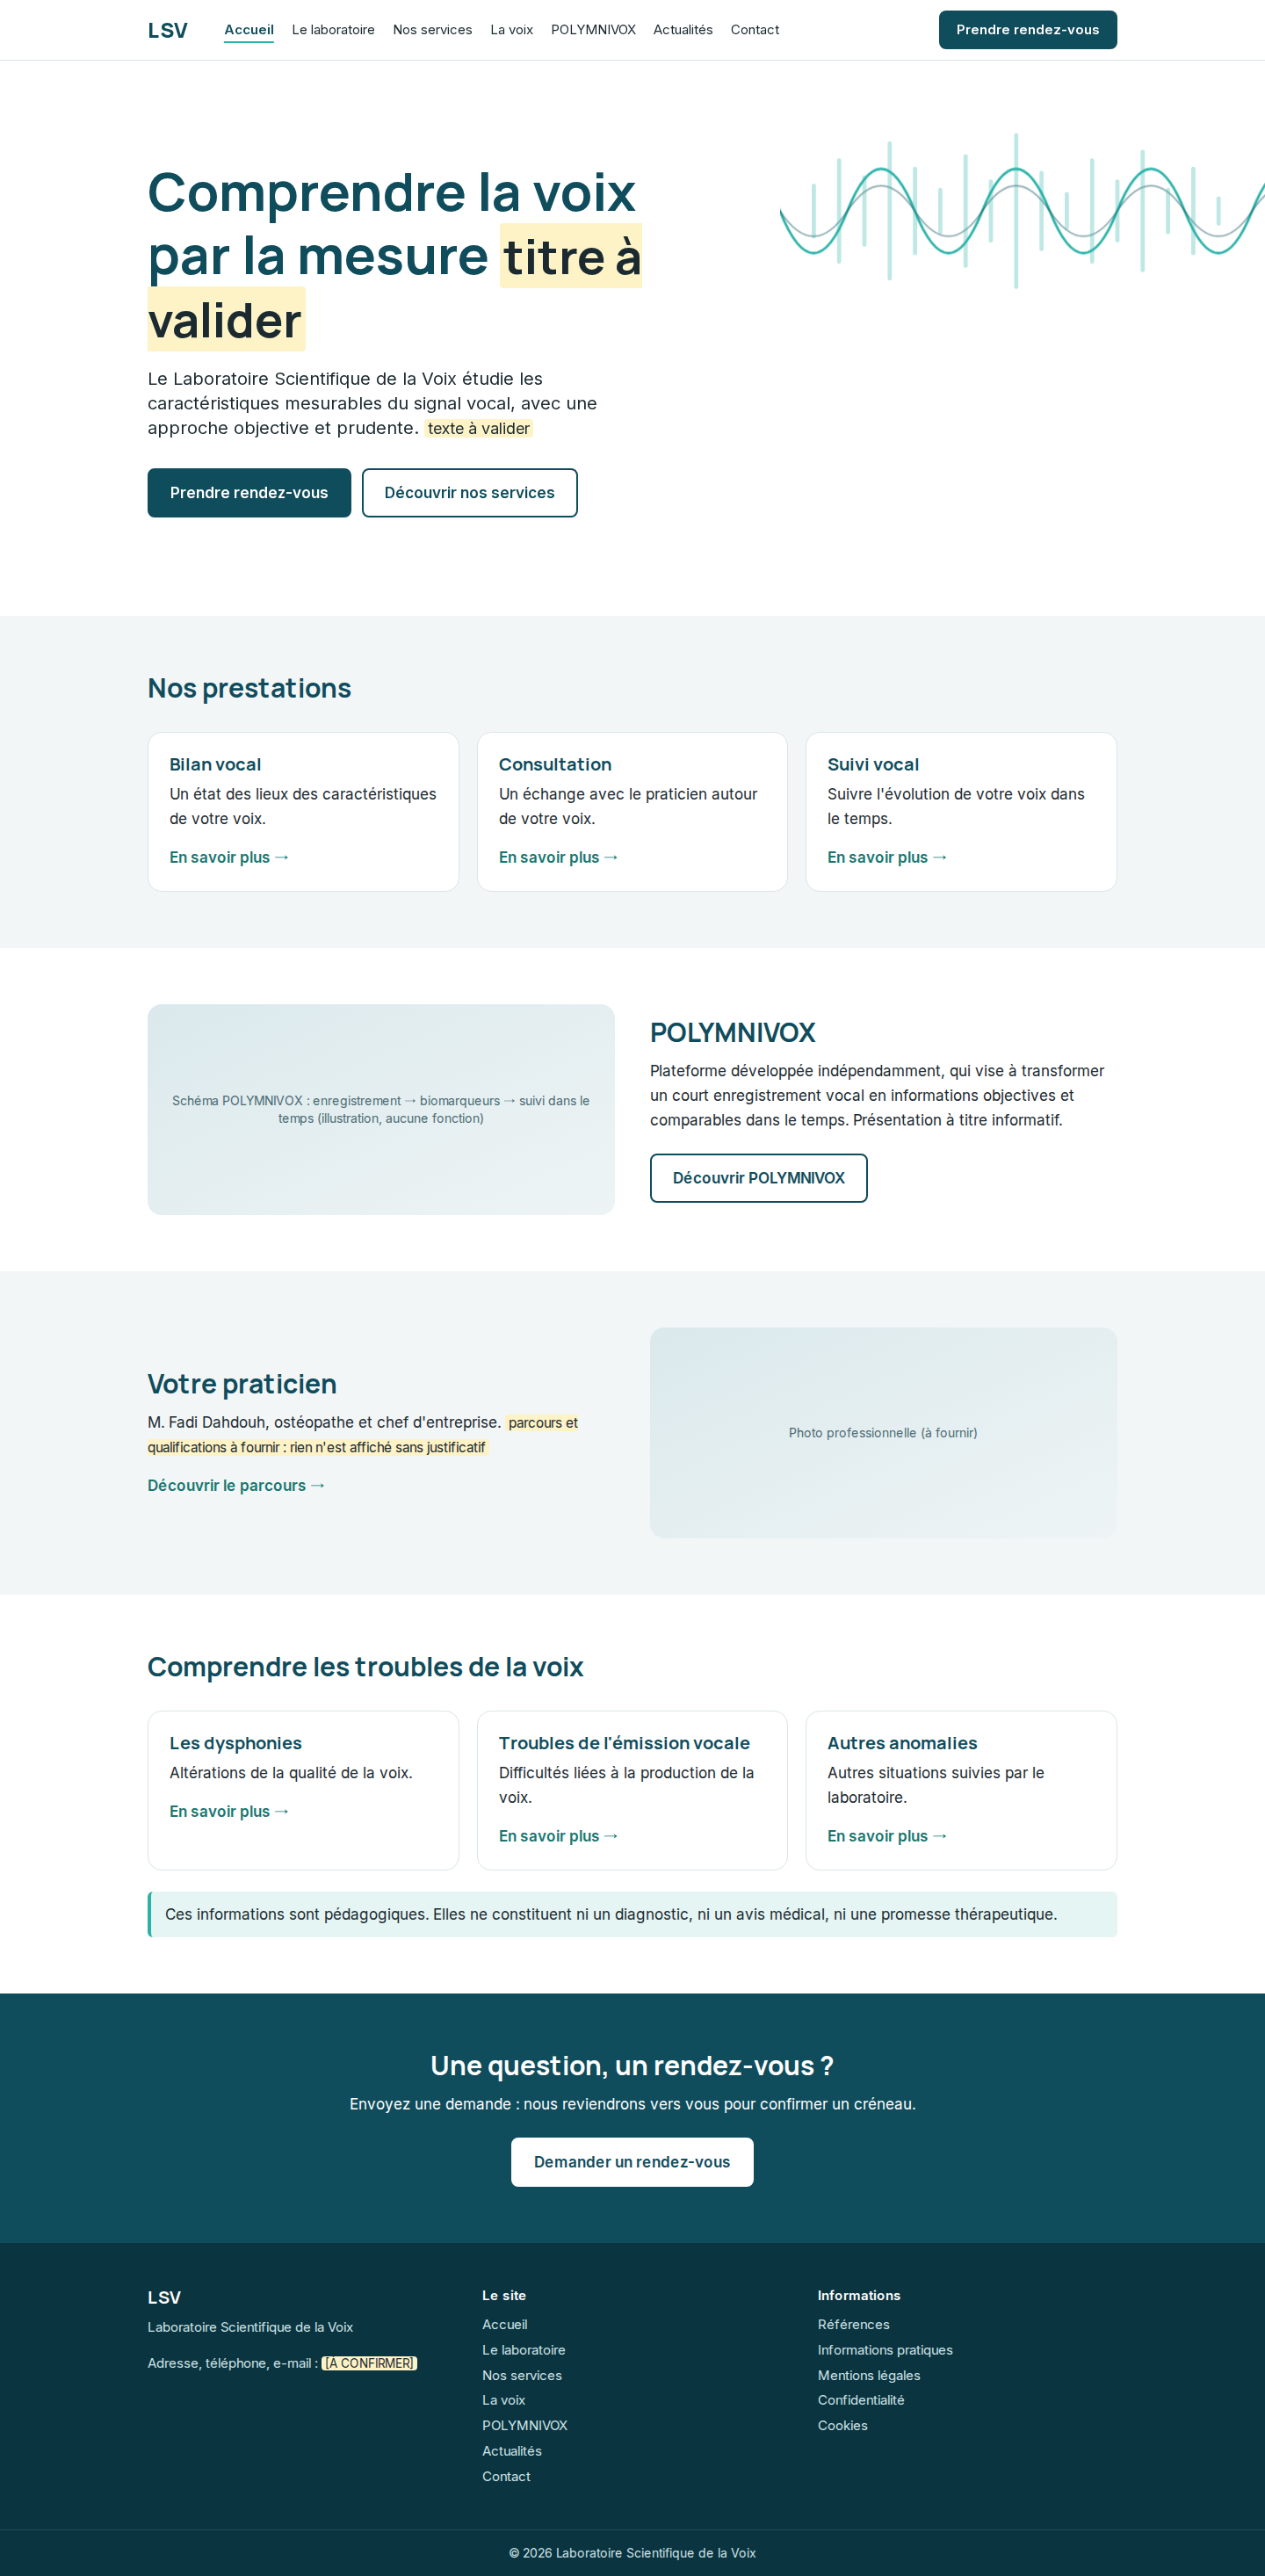 LSV
Accueil
Le laboratoire
Nos services
La voix
POLYMNIVOX
Actualités
Contact
Prendre rendez-vous
Comprendre la voix
par la mesure titre à
valider
Le Laboratoire Scientifique de la Voix étudie les
caractéristiques mesurables du signal vocal, avec une
approche objective et prudente. texte à valider
Prendre rendez-vous
Découvrir nos services
Nos prestations
Bilan vocal
Un état des lieux des caractéristiques
de votre voix.
En savoir plus →
Consultation
Un échange avec le praticien autour
de votre voix.
En savoir plus →
Suivi vocal
Suivre l'évolution de votre voix dans
le temps.
En savoir plus →
Schéma POLYMNIVOX : enregistrement → biomarqueurs → suivi dans le
temps (illustration, aucune fonction)
POLYMNIVOX
Plateforme développée indépendamment, qui vise à transformer
un court enregistrement vocal en informations objectives et
comparables dans le temps. Présentation à titre informatif.
Découvrir POLYMNIVOX
Votre praticien
M. Fadi Dahdouh, ostéopathe et chef d'entreprise. parcours et
qualifications à fournir : rien n'est affiché sans justificatif
Découvrir le parcours →
Photo professionnelle (à fournir)
Comprendre les troubles de la voix
Les dysphonies
Altérations de la qualité de la voix.
En savoir plus →
Troubles de l'émission vocale
Difficultés liées à la production de la
voix.
En savoir plus →
Autres anomalies
Autres situations suivies par le
laboratoire.
En savoir plus →
Ces informations sont pédagogiques. Elles ne constituent ni un diagnostic, ni un avis médical, ni une promesse thérapeutique.
Une question, un rendez-vous ?
Envoyez une demande : nous reviendrons vers vous pour confirmer un créneau.
Demander un rendez-vous
LSV
Laboratoire Scientifique de la Voix
Adresse, téléphone, e-mail : [À CONFIRMER]
Le site
Accueil
Le laboratoire
Nos services
La voix
POLYMNIVOX
Actualités
Contact
Informations
Références
Informations pratiques
Mentions légales
Confidentialité
Cookies
© 2026 Laboratoire Scientifique de la Voix